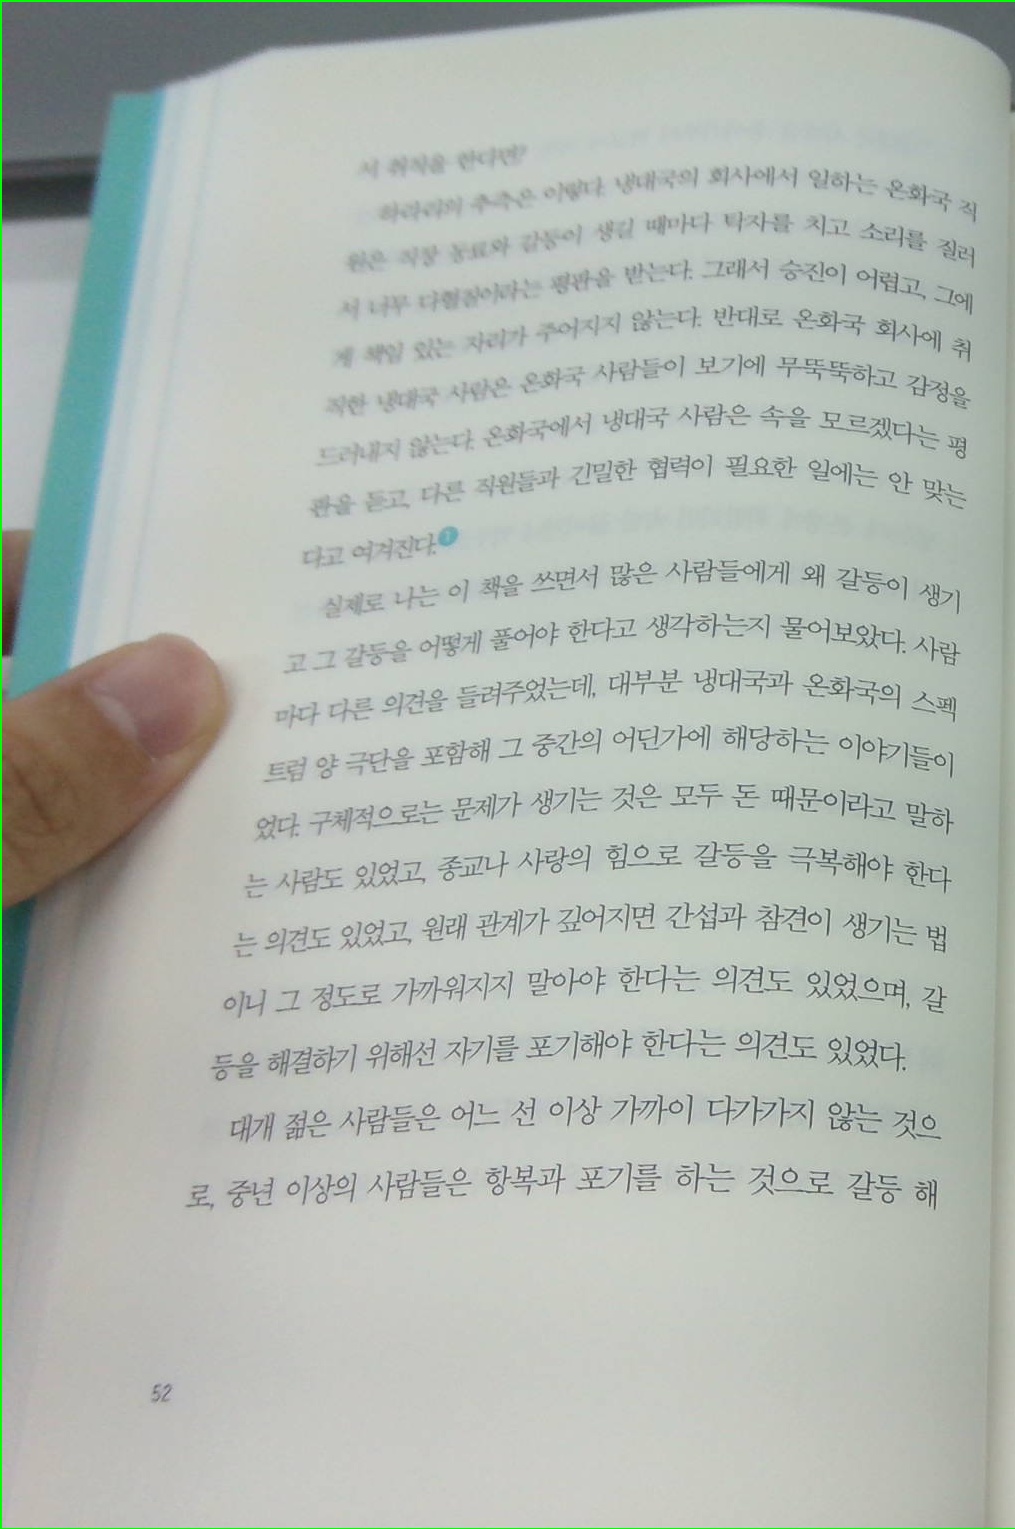 서 취직을 한다면?
하라리의 추측은 이렇다. 냉대국의 회사에서 일하는 온화국 직
원은 직장 동료와 갈등이 생길 때마다 탁자를 치고 소리를 질러
서 너무 다혈질이라는 평판을 받는다. 그래서 승진이 어렵고, 그에
게 책임 있는 자리가 주어지지 않는다. 반대로 온화국 회사에 취
직한 냉대국 사람은 온화국 사람들이 보기에 무뚝뚝하고 감정을
드러내지 않는다. 온화국에서 냉대국 사람은 속을 모르겠다는 평
판을 듣고, 다른 직원들과 긴밀한 협력이 필요한 일에는 안 맞는
다고 여겨진다.1
실제로 나는 이 책을 쓰면서 많은 사람들에게 왜 갈등이 생기
고 그 갈등을 어떻게 풀어야 한다고 생각하는지 물어보았다. 사람
마다 다른 의견을 들려주었는데, 대부분 냉대국과 온화국의 스펙
트럼 양 극단을 포함해 그 중간의 어딘가에 해당하는 이야기들이
었다. 구체적으로는 문제가 생기는 것은 모두 돈 때문이라고 말하
는 사람도 있었고, 종교나 사랑의 힘으로 갈등을 극복해야 한다
는 의견도 있었고, 원래 관계가 깊어지면 간섭과 참견이 생기는 법
이니 그 정도로 가까워지지 말아야 한다는 의견도 있었으며, 갈
등을 해결하기 위해선 자기를 포기해야 한다는 의견도 있었다.
대개 젊은 사람들은 어느 선 이상 가까이 다가가지 않는 것으
로, 중년 이상의 사람들은 항복과 포기를 하는 것으로 갈등 해
52